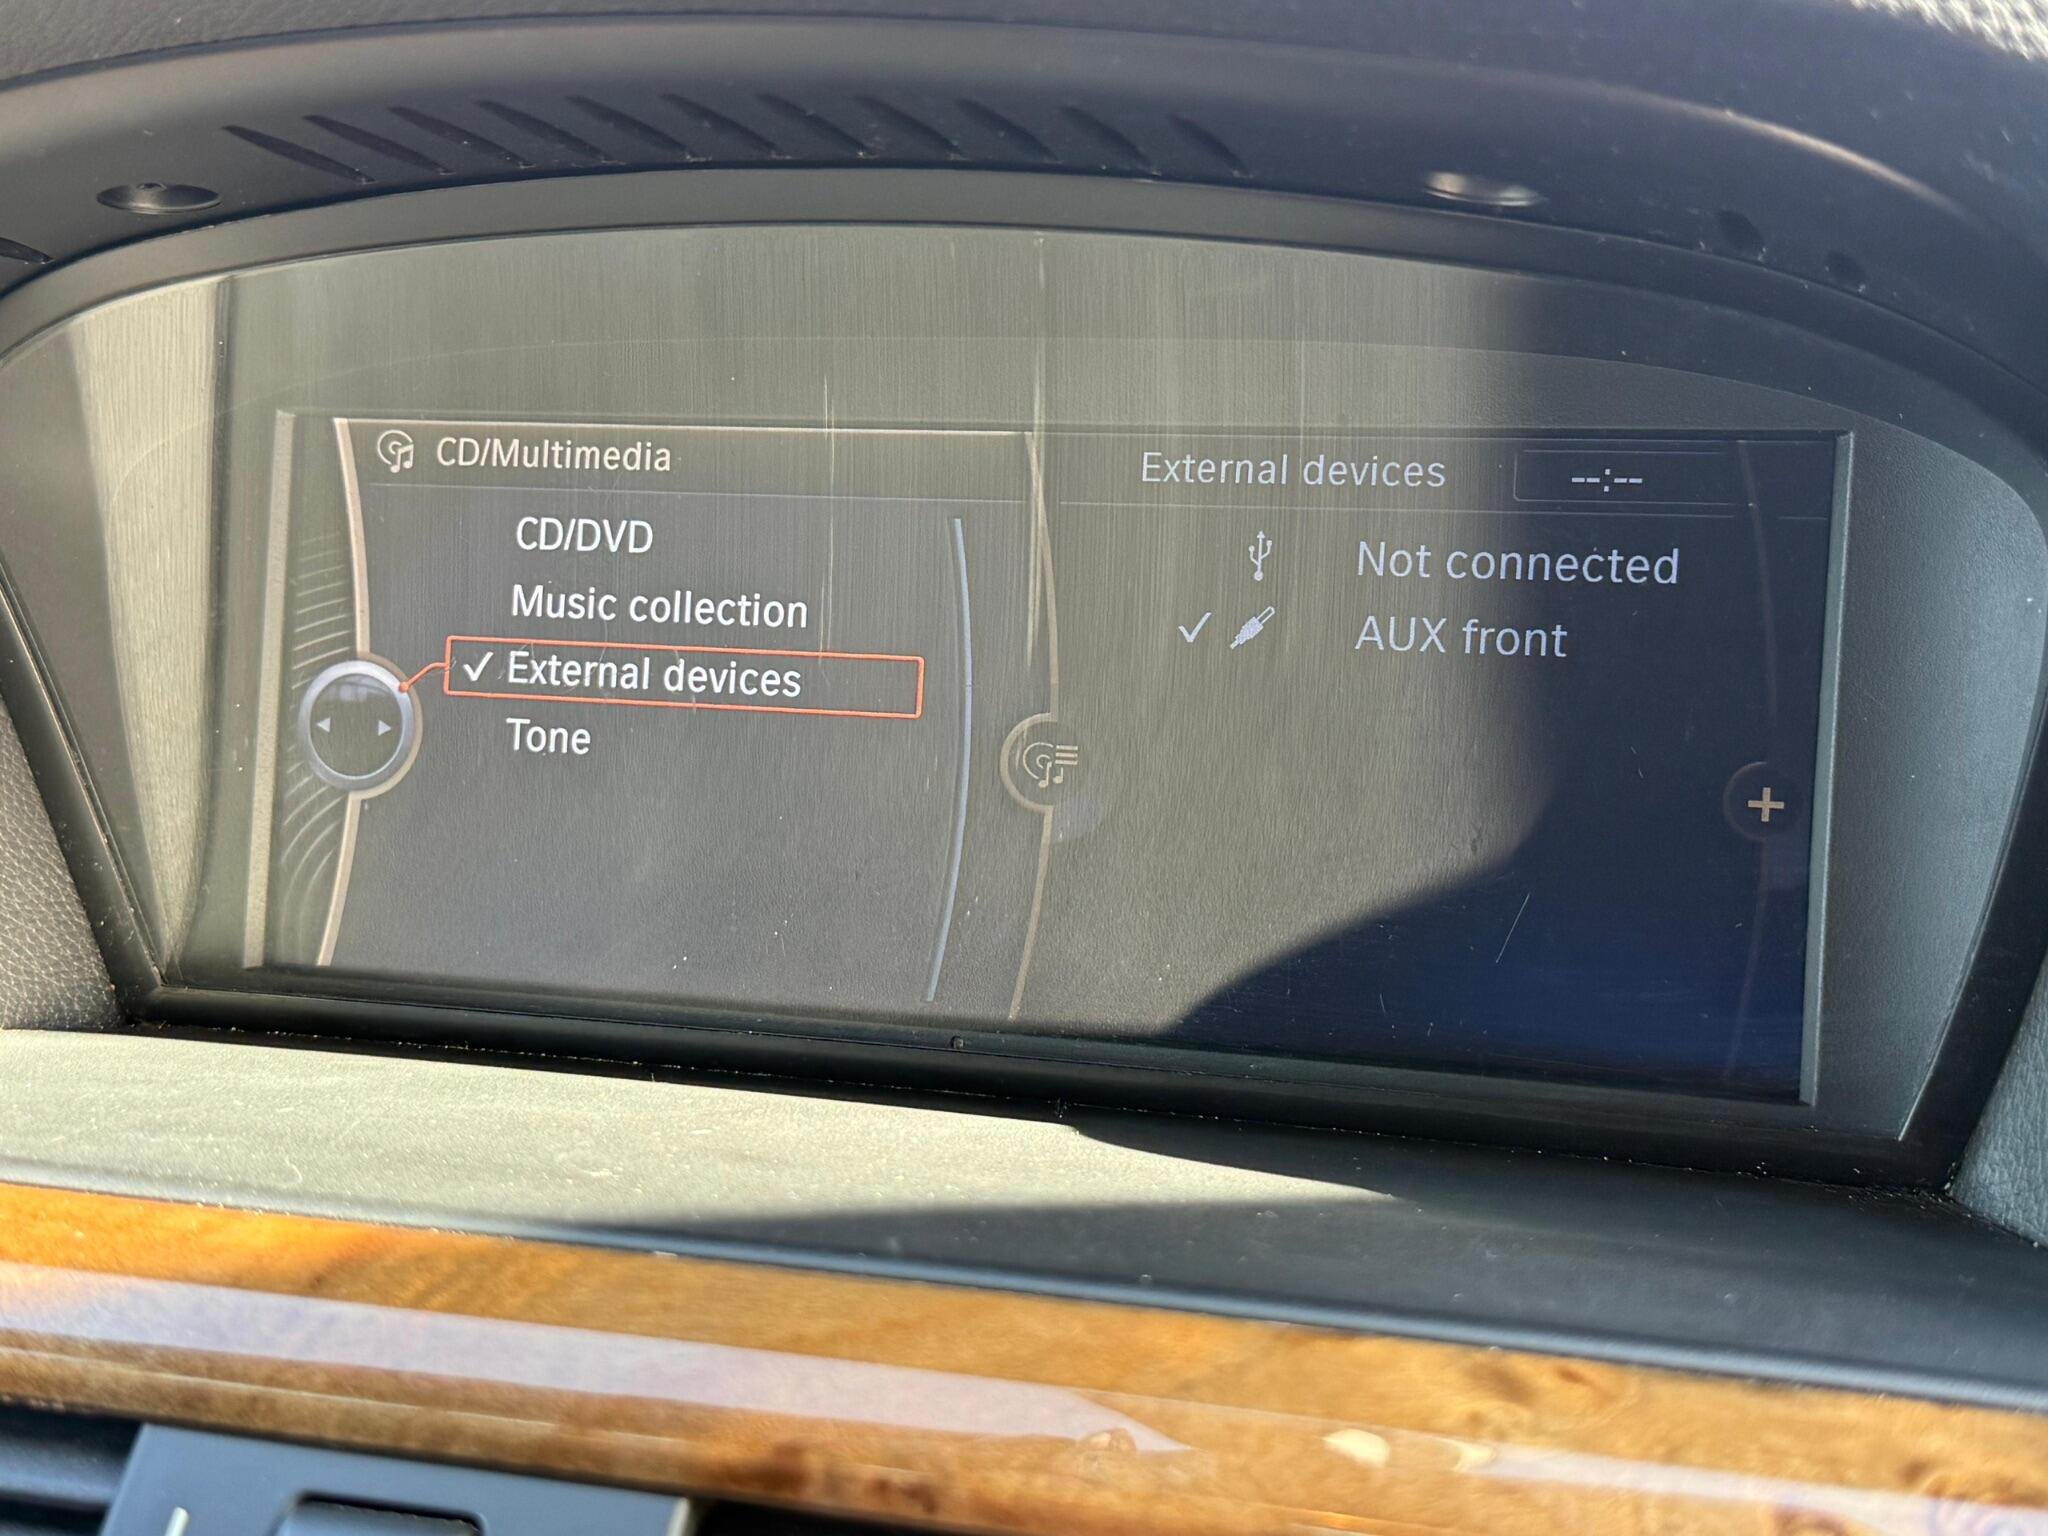 CD/Multimedia
CD/DVD
Music collection
✓ External devices
Tone
External devices
--:--
Not connected
✓ AUX front
+